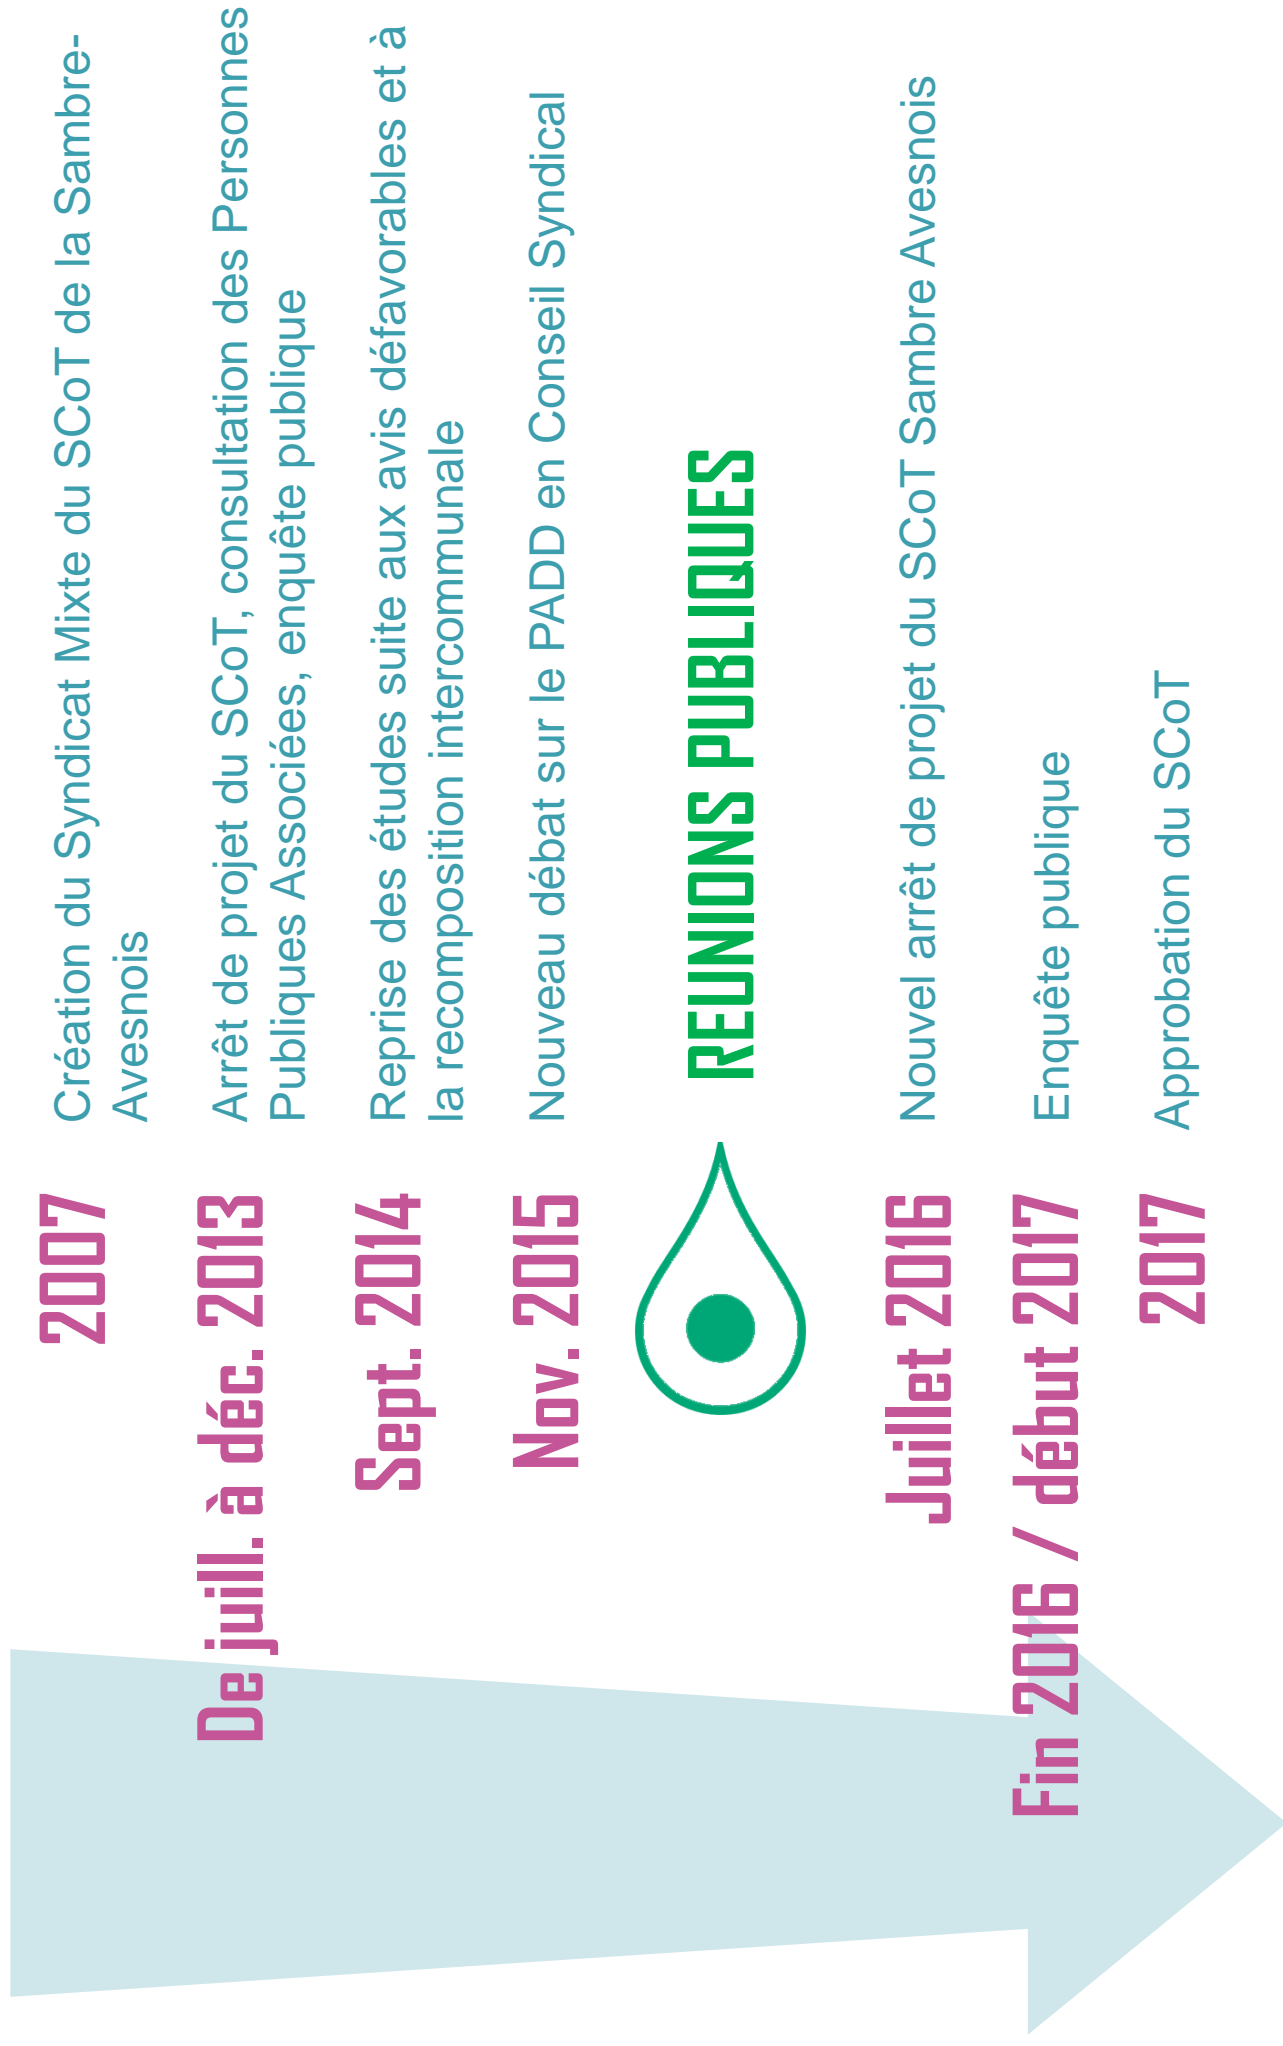 2007
Création du Syndicat Mixte du SCoT de la Sambre-
Avesnois
De juill. à déc. 2013
Arrêt de projet du SCoT, consultation des Personnes
Publiques Associées, enquête publique
Sept. 2014
Reprise des études suite aux avis défavorables et à
la recomposition intercommunale
Nov. 2015
Nouveau débat sur le PADD en Conseil Syndical
REUNIONS PUBLIQUES
Juillet 2016
Nouvel arrêt de projet du SCoT Sambre Avesnois
Fin 2016 / début 2017
Enquête publique
2017
Approbation du SCoT